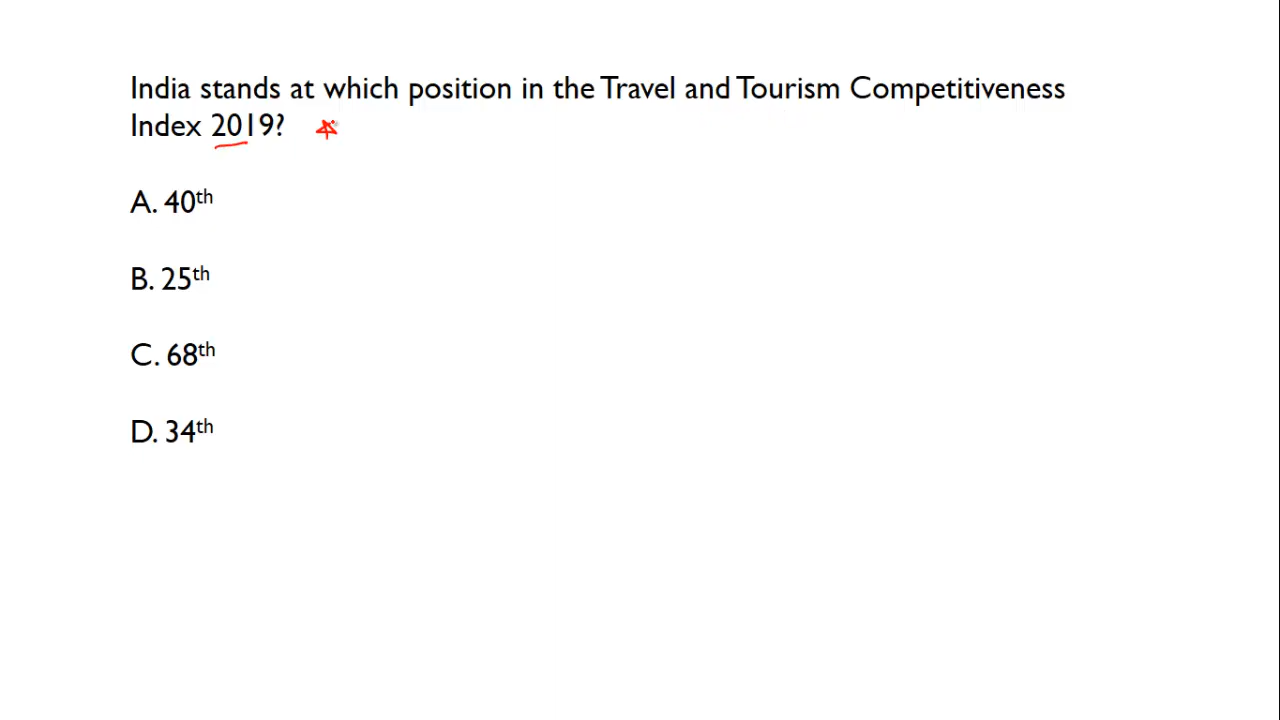 India stands at which position in the Travel and Tourism Competitiveness
Index 2019?
A. 40th
B. 25th
C. 68th
D. 34th